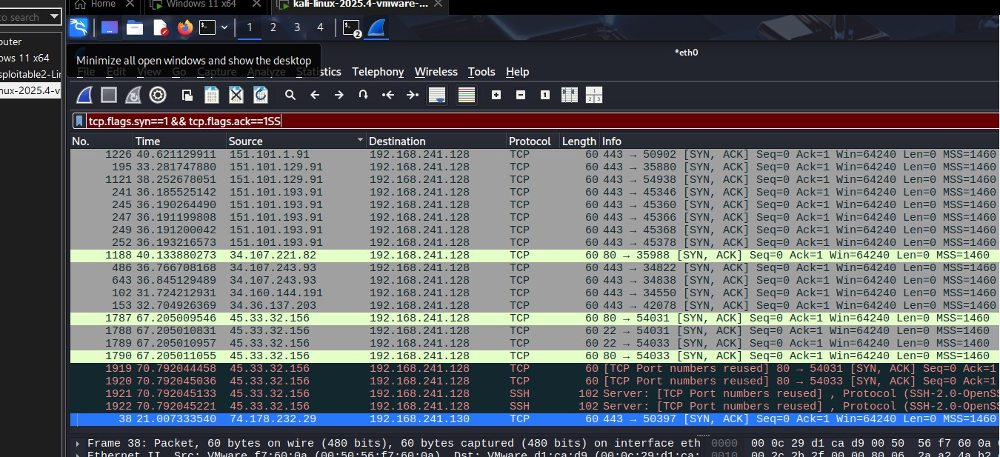 Home Windows 11 x64 kali-linux-2025.4-vmware-...
to search
1 2 3 4 2
puter
ows 11 x64
sploitable2-Lin
nux-2025.4-v
*eth0
Minimize all open windows and show the desktop
File Edit View Go Capture Analyze Statistics Telephony Wireless Tools Help
tcp.flags.syn==1 && tcp.flags.ack==1SS
No. Time Source Destination Protocol Length Info
1226 40.621129911 151.101.1.91 192.168.241.128 TCP 60 443 → 50902 [SYN, ACK] Seq=0 Ack=1 Win=64240 Len=0 MSS=1460
195 33.281747880 151.101.129.91 192.168.241.128 TCP 60 443 → 35880 [SYN, ACK] Seq=0 Ack=1 Win=64240 Len=0 MSS=1460
1121 38.252678051 151.101.129.91 192.168.241.128 TCP 60 443 → 54938 [SYN, ACK] Seq=0 Ack=1 Win=64240 Len=0 MSS=1460
241 36.185525142 151.101.193.91 192.168.241.128 TCP 60 443 → 45346 [SYN, ACK] Seq=0 Ack=1 Win=64240 Len=0 MSS=1460
245 36.190264490 151.101.193.91 192.168.241.128 TCP 60 443 → 45360 [SYN, ACK] Seq=0 Ack=1 Win=64240 Len=0 MSS=1460
247 36.191199808 151.101.193.91 192.168.241.128 TCP 60 443 → 45366 [SYN, ACK] Seq=0 Ack=1 Win=64240 Len=0 MSS=1460
249 36.191200042 151.101.193.91 192.168.241.128 TCP 60 443 → 45368 [SYN, ACK] Seq=0 Ack=1 Win=64240 Len=0 MSS=1460
252 36.193216573 151.101.193.91 192.168.241.128 TCP 60 443 → 45378 [SYN, ACK] Seq=0 Ack=1 Win=64240 Len=0 MSS=1460
1188 40.133880273 34.107.221.82 192.168.241.128 TCP 60 80 → 35988 [SYN, ACK] Seq=0 Ack=1 Win=64240 Len=0 MSS=1460
486 36.766708168 34.107.243.93 192.168.241.128 TCP 60 443 → 34822 [SYN, ACK] Seq=0 Ack=1 Win=64240 Len=0 MSS=1460
643 36.845129489 34.107.243.93 192.168.241.128 TCP 60 443 → 34838 [SYN, ACK] Seq=0 Ack=1 Win=64240 Len=0 MSS=1460
102 31.724212931 34.160.144.191 192.168.241.128 TCP 60 443 → 34550 [SYN, ACK] Seq=0 Ack=1 Win=64240 Len=0 MSS=1460
153 32.704926369 34.36.137.203 192.168.241.128 TCP 60 443 → 42078 [SYN, ACK] Seq=0 Ack=1 Win=64240 Len=0 MSS=1460
1787 67.205009546 45.33.32.156 192.168.241.128 TCP 60 80 → 54031 [SYN, ACK] Seq=0 Ack=1 Win=64240 Len=0 MSS=1460
1788 67.205010831 45.33.32.156 192.168.241.128 TCP 60 22 → 54031 [SYN, ACK] Seq=0 Ack=1 Win=64240 Len=0 MSS=1460
1789 67.205010957 45.33.32.156 192.168.241.128 TCP 60 22 → 54033 [SYN, ACK] Seq=0 Ack=1 Win=64240 Len=0 MSS=1460
1790 67.205011055 45.33.32.156 192.168.241.128 TCP 60 80 → 54033 [SYN, ACK] Seq=0 Ack=1 Win=64240 Len=0 MSS=1460
1919 70.792044458 45.33.32.156 192.168.241.128 TCP 60 [TCP Port numbers reused] 80 → 54031 [SYN, ACK] Seq=0 Ack=1
1920 70.792045036 45.33.32.156 192.168.241.128 TCP 60 [TCP Port numbers reused] 80 → 54033 [SYN, ACK] Seq=0 Ack=1
1921 70.792045133 45.33.32.156 192.168.241.128 SSH 102 Server: [TCP Port numbers reused] , Protocol (SSH-2.0-OpenSS
1922 70.792045221 45.33.32.156 192.168.241.128 SSH 102 Server: [TCP Port numbers reused] , Protocol (SSH-2.0-OpenSS
38 21.007333540 74.178.232.29 192.168.241.130 TCP 60 443 → 50397 [SYN, ACK] Seq=0 Ack=1 Win=64240 Len=0 MSS=1460
Frame 38: Packet, 60 bytes on wire (480 bits), 60 bytes captured (480 bits) on interface eth 0000 00 0c 29 d1 ca d9 00 50 56 f7 60 0a
Ethernet II, Src: VMware_f7:60:0a (00:50:56:f7:60:0a), Dst: VMware_d1:ca:d9 (00:0c:29:d1:ca: 0010 00 2c 2b 2f 00 00 80 06 2a a2 4a b2